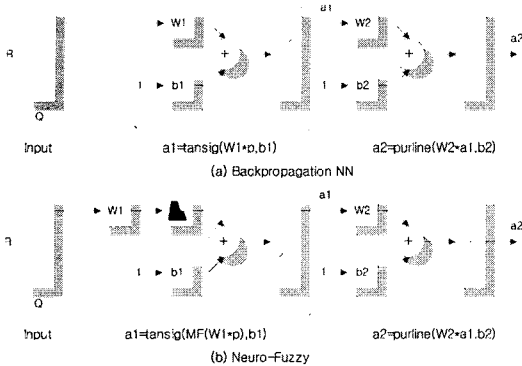 a1
W1 W2
R + + a2
1 b1 1 b2
Q
Input a1=tansig(W1*p,b1) a2=purline(W2*a1,b2)
(a) Backpropagation NN
a1
W1 W2
+ + a2
1 b1 1 b2
Q
Input a1=tansig(MF(W1*p),b1) a2=purline(W2*a1,b2)
(b) Neuro-Fuzzy